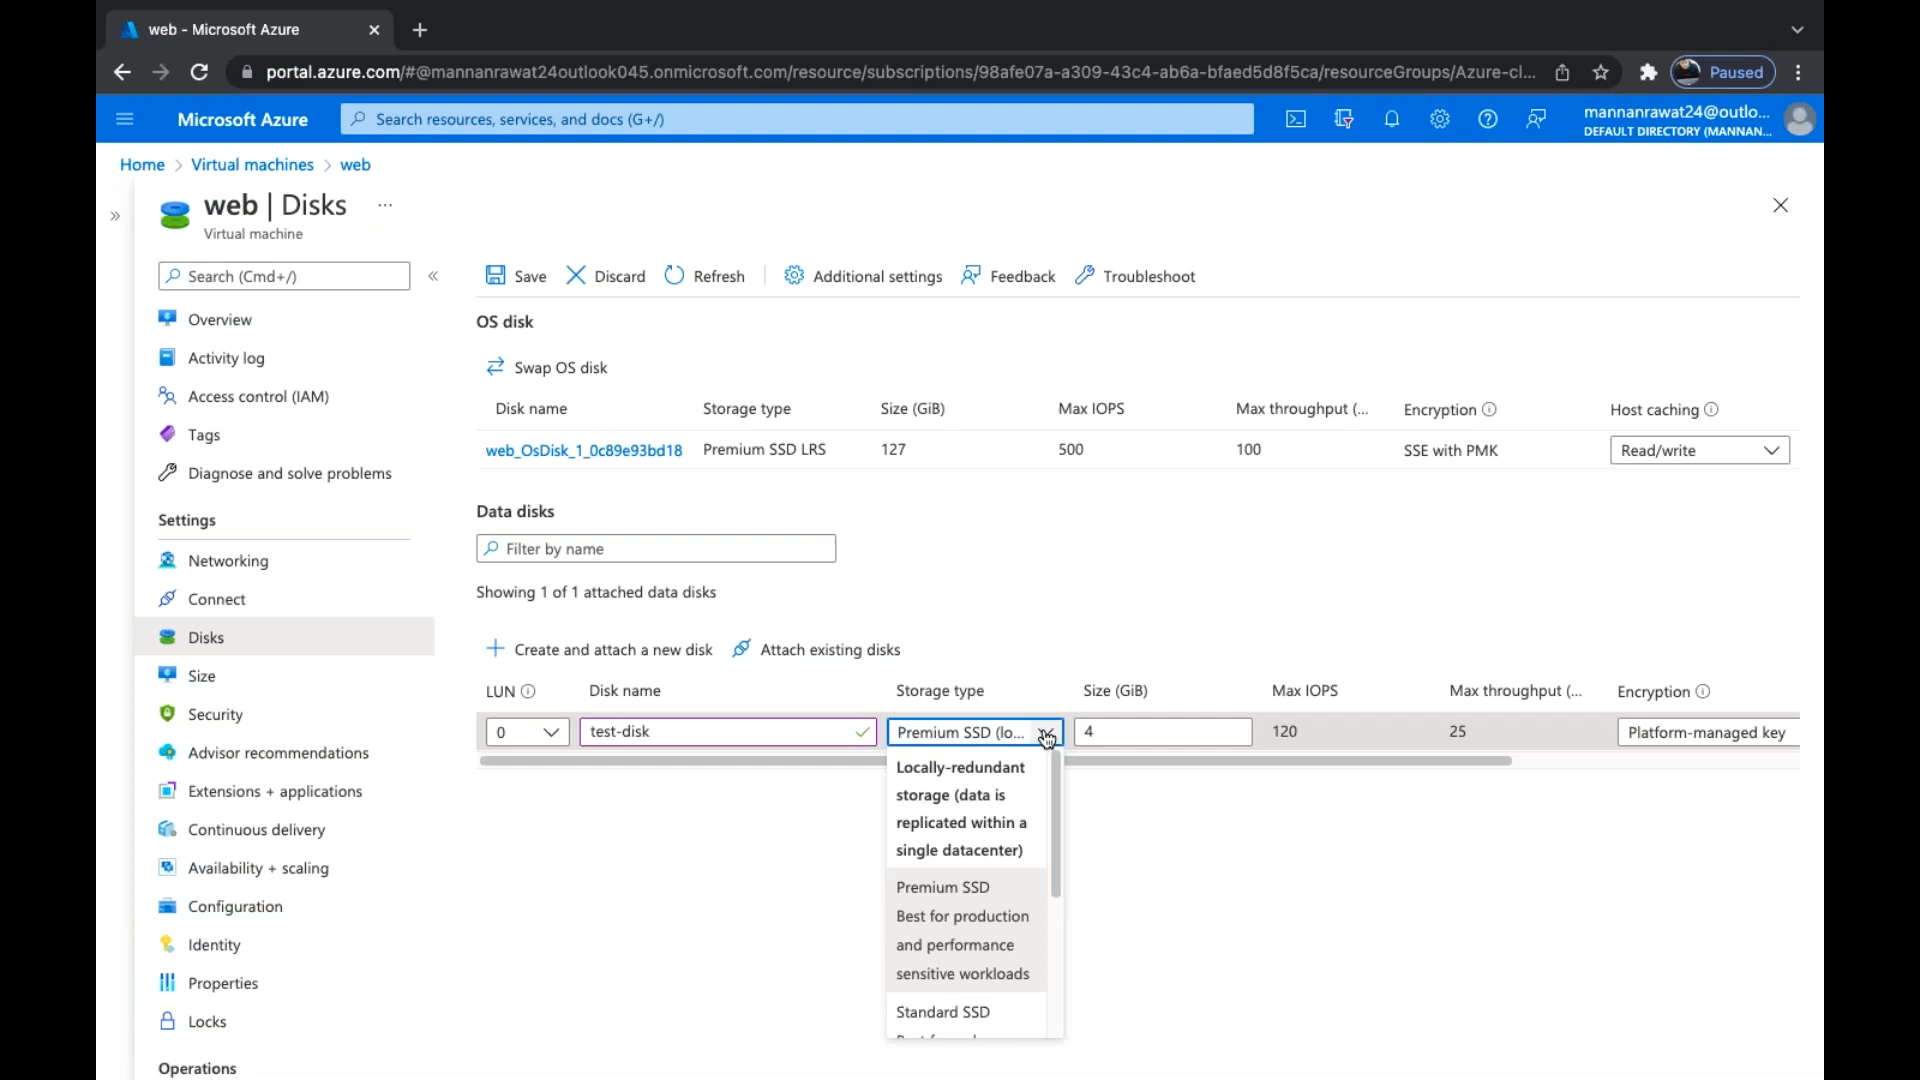 web - Microsoft Azure
portal.azure.com/#@mannanrawat24outlook045.onmicrosoft.com/resource/subscriptions/98afe07a-a309-43c4-ab6a-bfaed5d8f5ca/resourceGroups/Azure-cl...
Paused
Microsoft Azure
Search resources, services, and docs (G+/)
mannanrawat24@outlo...
DEFAULT DIRECTORY (MANNAN...
Home > Virtual machines > web
web | Disks ...
Virtual machine
Search (Cmd+/)
Overview
Activity log
Access control (IAM)
Tags
Diagnose and solve problems
Settings
Networking
Connect
Disks
Size
Security
Advisor recommendations
Extensions + applications
Continuous delivery
Availability + scaling
Configuration
Identity
Properties
Locks
Operations
Save Discard Refresh Additional settings Feedback Troubleshoot
OS disk
Swap OS disk
Disk name Storage type Size (GiB) Max IOPS Max throughput (... Encryption Host caching
web_OsDisk_1_0c89e93bd18 Premium SSD LRS 127 500 100 SSE with PMK Read/write
Data disks
Filter by name
Showing 1 of 1 attached data disks
Create and attach a new disk Attach existing disks
LUN Disk name Storage type Size (GiB) Max IOPS Max throughput (... Encryption
0 test-disk Premium SSD (lo... 4 120 25 Platform-managed key
Locally-redundant
storage (data is
replicated within a
single datacenter)
Premium SSD
Best for production
and performance
sensitive workloads
Standard SSD